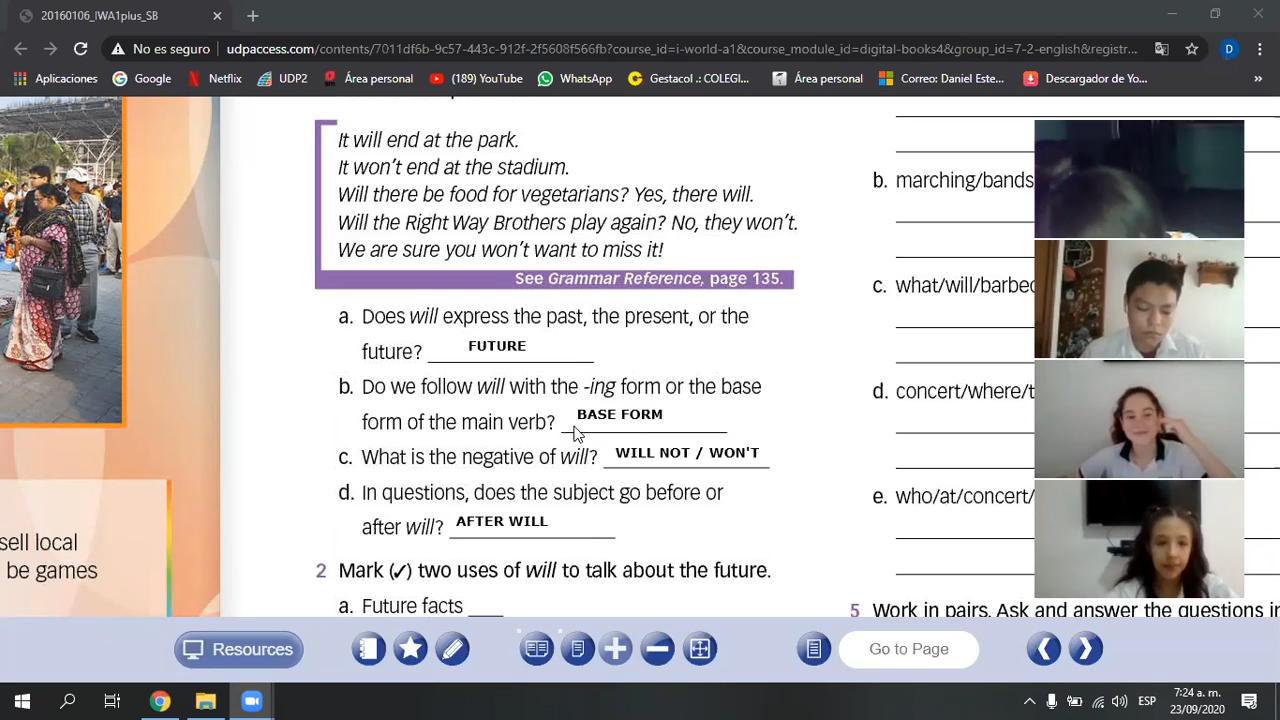 20160106_IWA1plus_SB
No es seguro
udpaccess.com/contents/7011df6b-9c57-443c-912f-2f5608f566fb?course_id=i-world-a1&course_module_id=digital-books4&group_id=7-2-english&registr...
D
Aplicaciones
Google
Netflix
UDP2
Área personal
(189) YouTube
WhatsApp
Gestacol .: COLEGI...
Área personal
Correo: Daniel Este...
Descargador de Yo...
»
It will end at the park.
It won't end at the stadium.
Will there be food for vegetarians? Yes, there will.
Will the Right Way Brothers play again? No, they won't.
We are sure you won't want to miss it!
See Grammar Reference, page 135.
a. Does will express the past, the present, or the
future? FUTURE
b. Do we follow will with the -ing form or the base
form of the main verb? BASE FORM
c. What is the negative of will? WILL NOT / WON'T
d. In questions, does the subject go before or
after will? AFTER WILL
2 Mark (✓) two uses of will to talk about the future.
a. Future facts ____
sell local
be games
b. marching/bands
c. what/will/barbec
d. concert/where/t
e. who/at/concert/
5 Work in pairs. Ask and answer the questions in
Resources
Go to Page
ESP
7:24 a. m.
23/09/2020